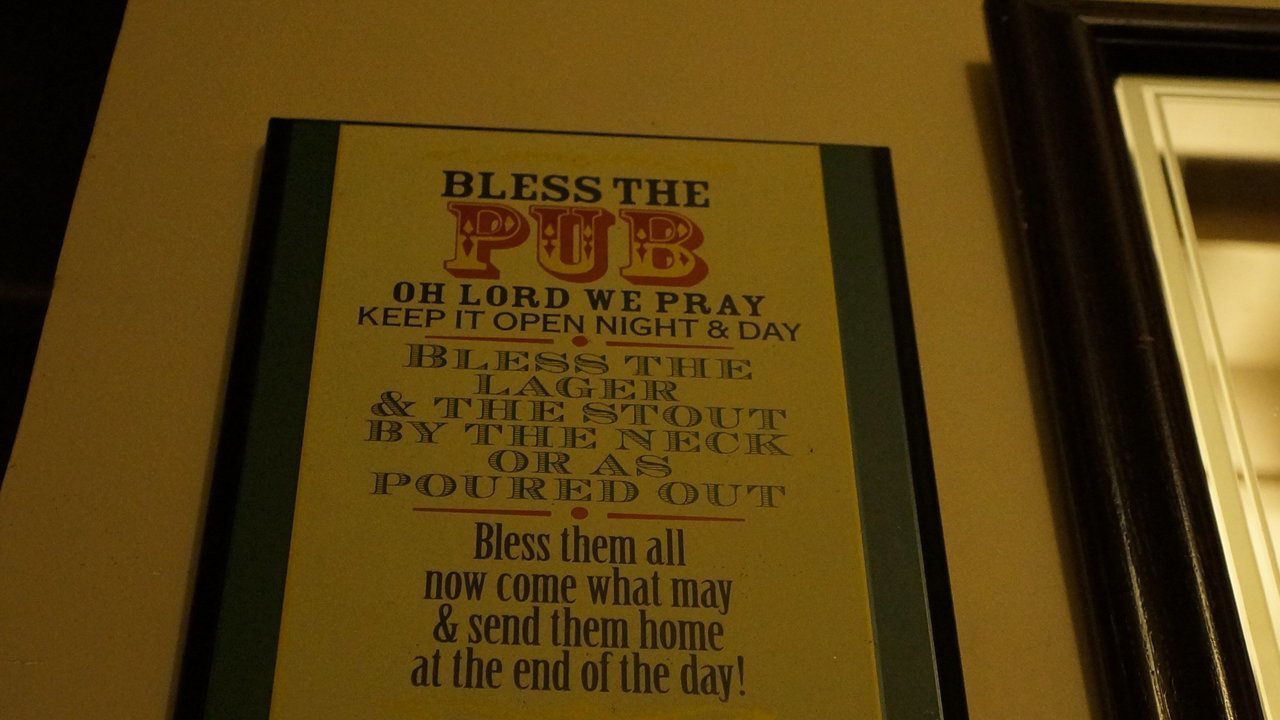 BLESS THE
PUB
OH LORD WE PRAY
KEEP IT OPEN NIGHT & DAY
BLESS THE
LAGER
& THE STOUT
BY THE NECK
OR AS
POURED OUT
Bless them all
now come what may
& send them home
at the end of the day!